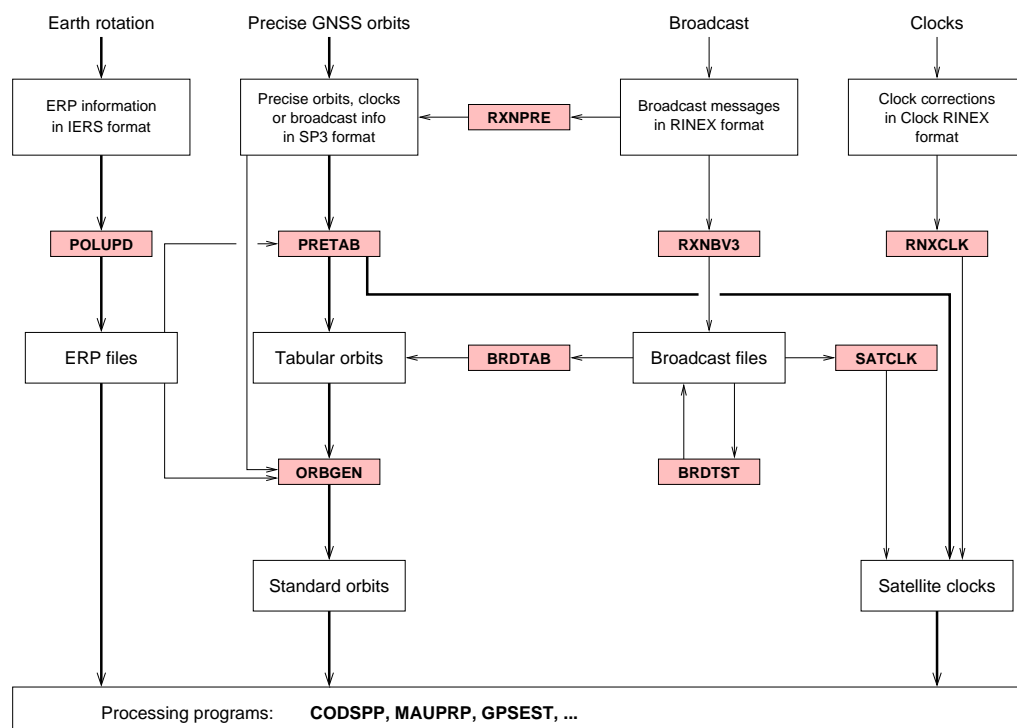 Earth rotation
Precise GNSS orbits
Broadcast
Clocks
ERP information
in IERS format
Precise orbits, clocks
or broadcast info
in SP3 format
RXNPRE
Broadcast messages
in RINEX format
Clock corrections
in Clock RINEX
format
POLUPD
PRETAB
RXNBV3
RNXCLK
ERP files
Tabular orbits
BRDTAB
Broadcast files
SATCLK
ORBGEN
BRDTST
Standard orbits
Satellite clocks
Processing programs: CODSPP, MAUPRP, GPSEST, ...